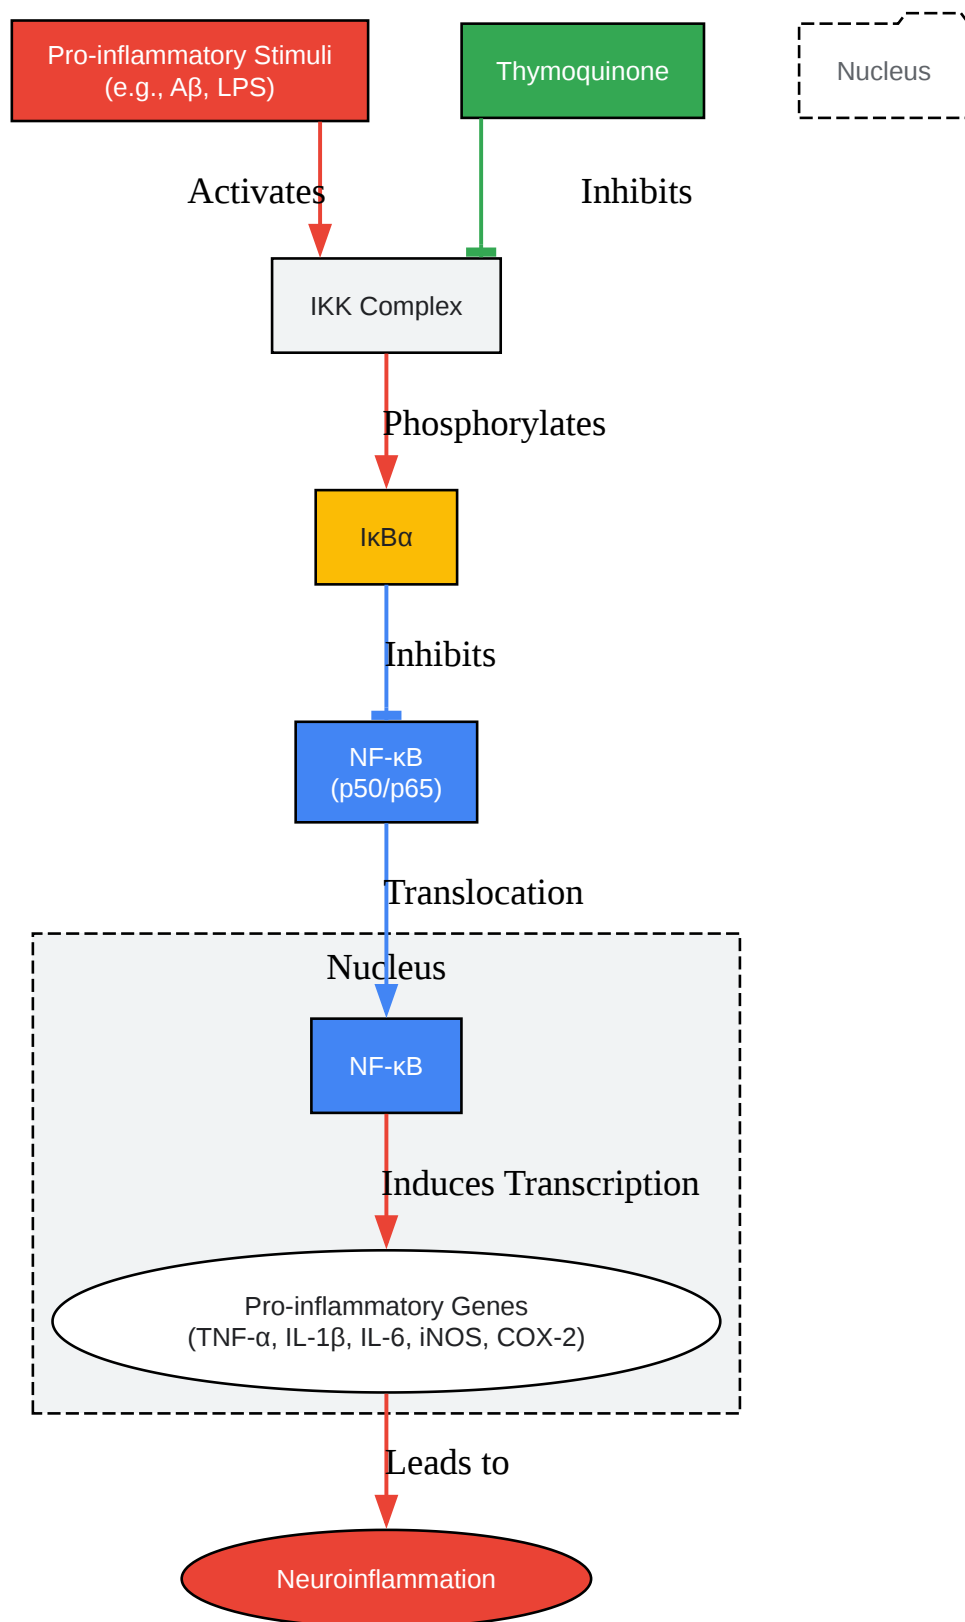 Pro-inflammatory Stimuli
(e.g., Aβ, LPS)
Thymoquinone
Nucleus
Activates
Inhibits
IKK Complex
Phosphorylates
IκBα
Inhibits
NF-κB
(p50/p65)
Translocation
Nucleus
NF-κB
Induces Transcription
Pro-inflammatory Genes
(TNF-α, IL-1β, IL-6, iNOS, COX-2)
Leads to
Neuroinflammation